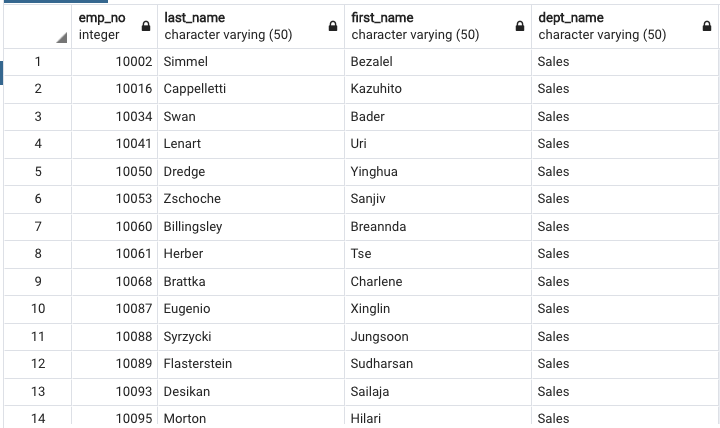 emp_no last_name first_name dept_name
integer character varying (50) character varying (50) character varying (50)
1 10002 Simmel Bezalel Sales
2 10016 Cappelletti Kazuhito Sales
3 10034 Swan Bader Sales
4 10041 Lenart Uri Sales
5 10050 Dredge Yinghua Sales
6 10053 Zschoche Sanjiv Sales
7 10060 Billingsley Breannda Sales
8 10061 Herber Tse Sales
9 10068 Brattka Charlene Sales
10 10087 Eugenio Xinglin Sales
11 10088 Syrzycki Jungsoon Sales
12 10089 Flasterstein Sudharsan Sales
13 10093 Desikan Sailaja Sales
14 10095 Morton Hilari Sales